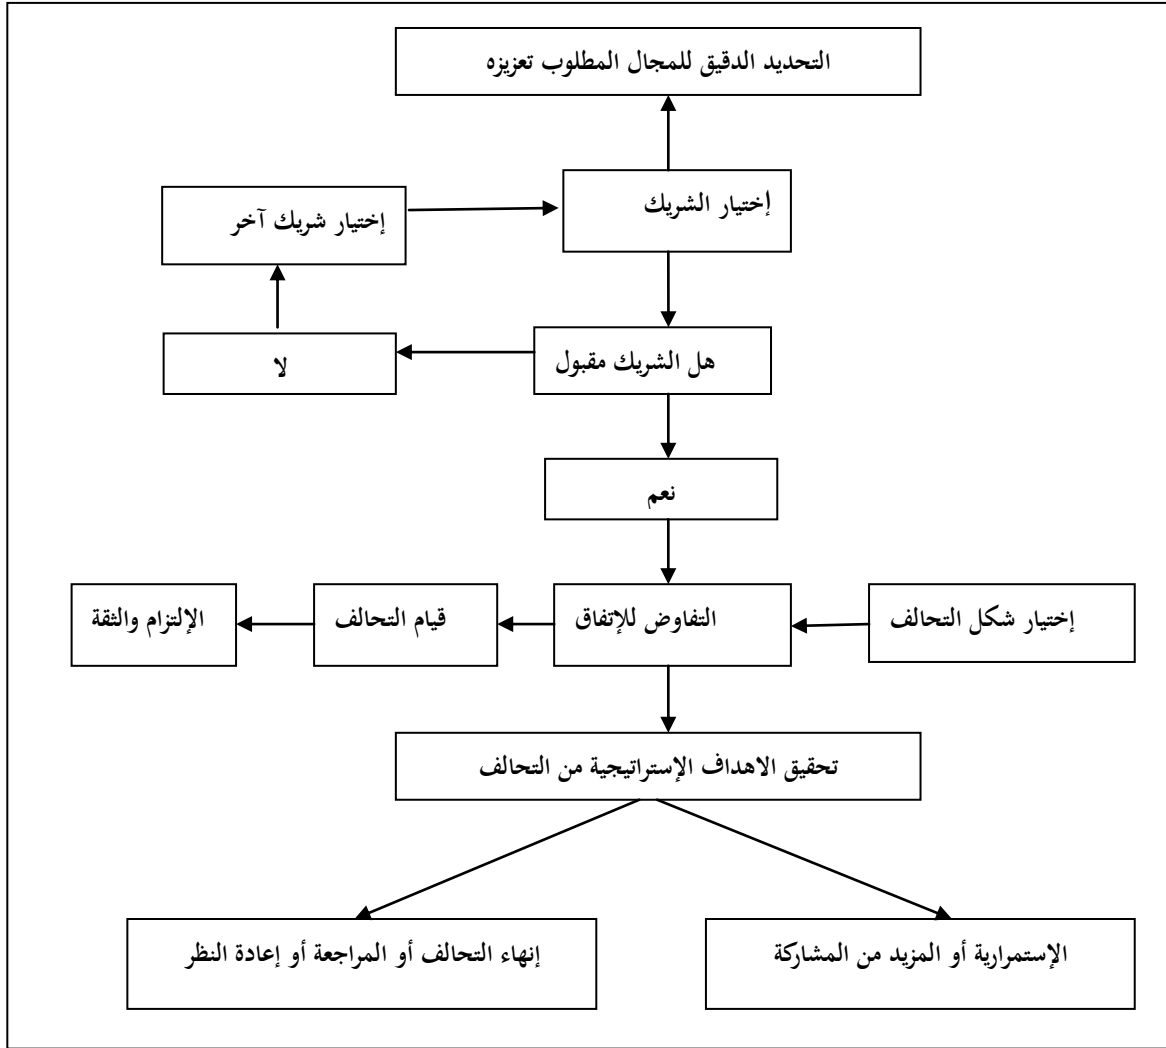 التحديد الدقيق للمجال المطلوب تعزيزه
إختيار الشريك
إختيار شريك آخر
هل الشريك مقبول
لا
نعم
إختيار شكل التحالف
التفاوض للإتفاق
قيام التحالف
الإلتزام والثقة
تحقيق الاهداف الإستراتيجية من التحالف
الإستمرارية أو المزيد من المشاركة
إنهاء التحالف أو المراجعة أو إعادة النظر